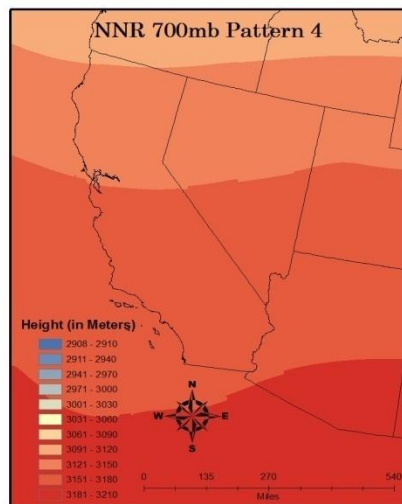 NNR 700mb Pattern 4
Height (in Meters)
2908 - 2910
2911 - 2940
2941 - 2970
2971 - 3000
3001 - 3030
3031 - 3060
3061 - 3090
3091 - 3120
3121 - 3150
3151 - 3180
3181 - 3210
N
W E
S
0 135 270 540
Miles